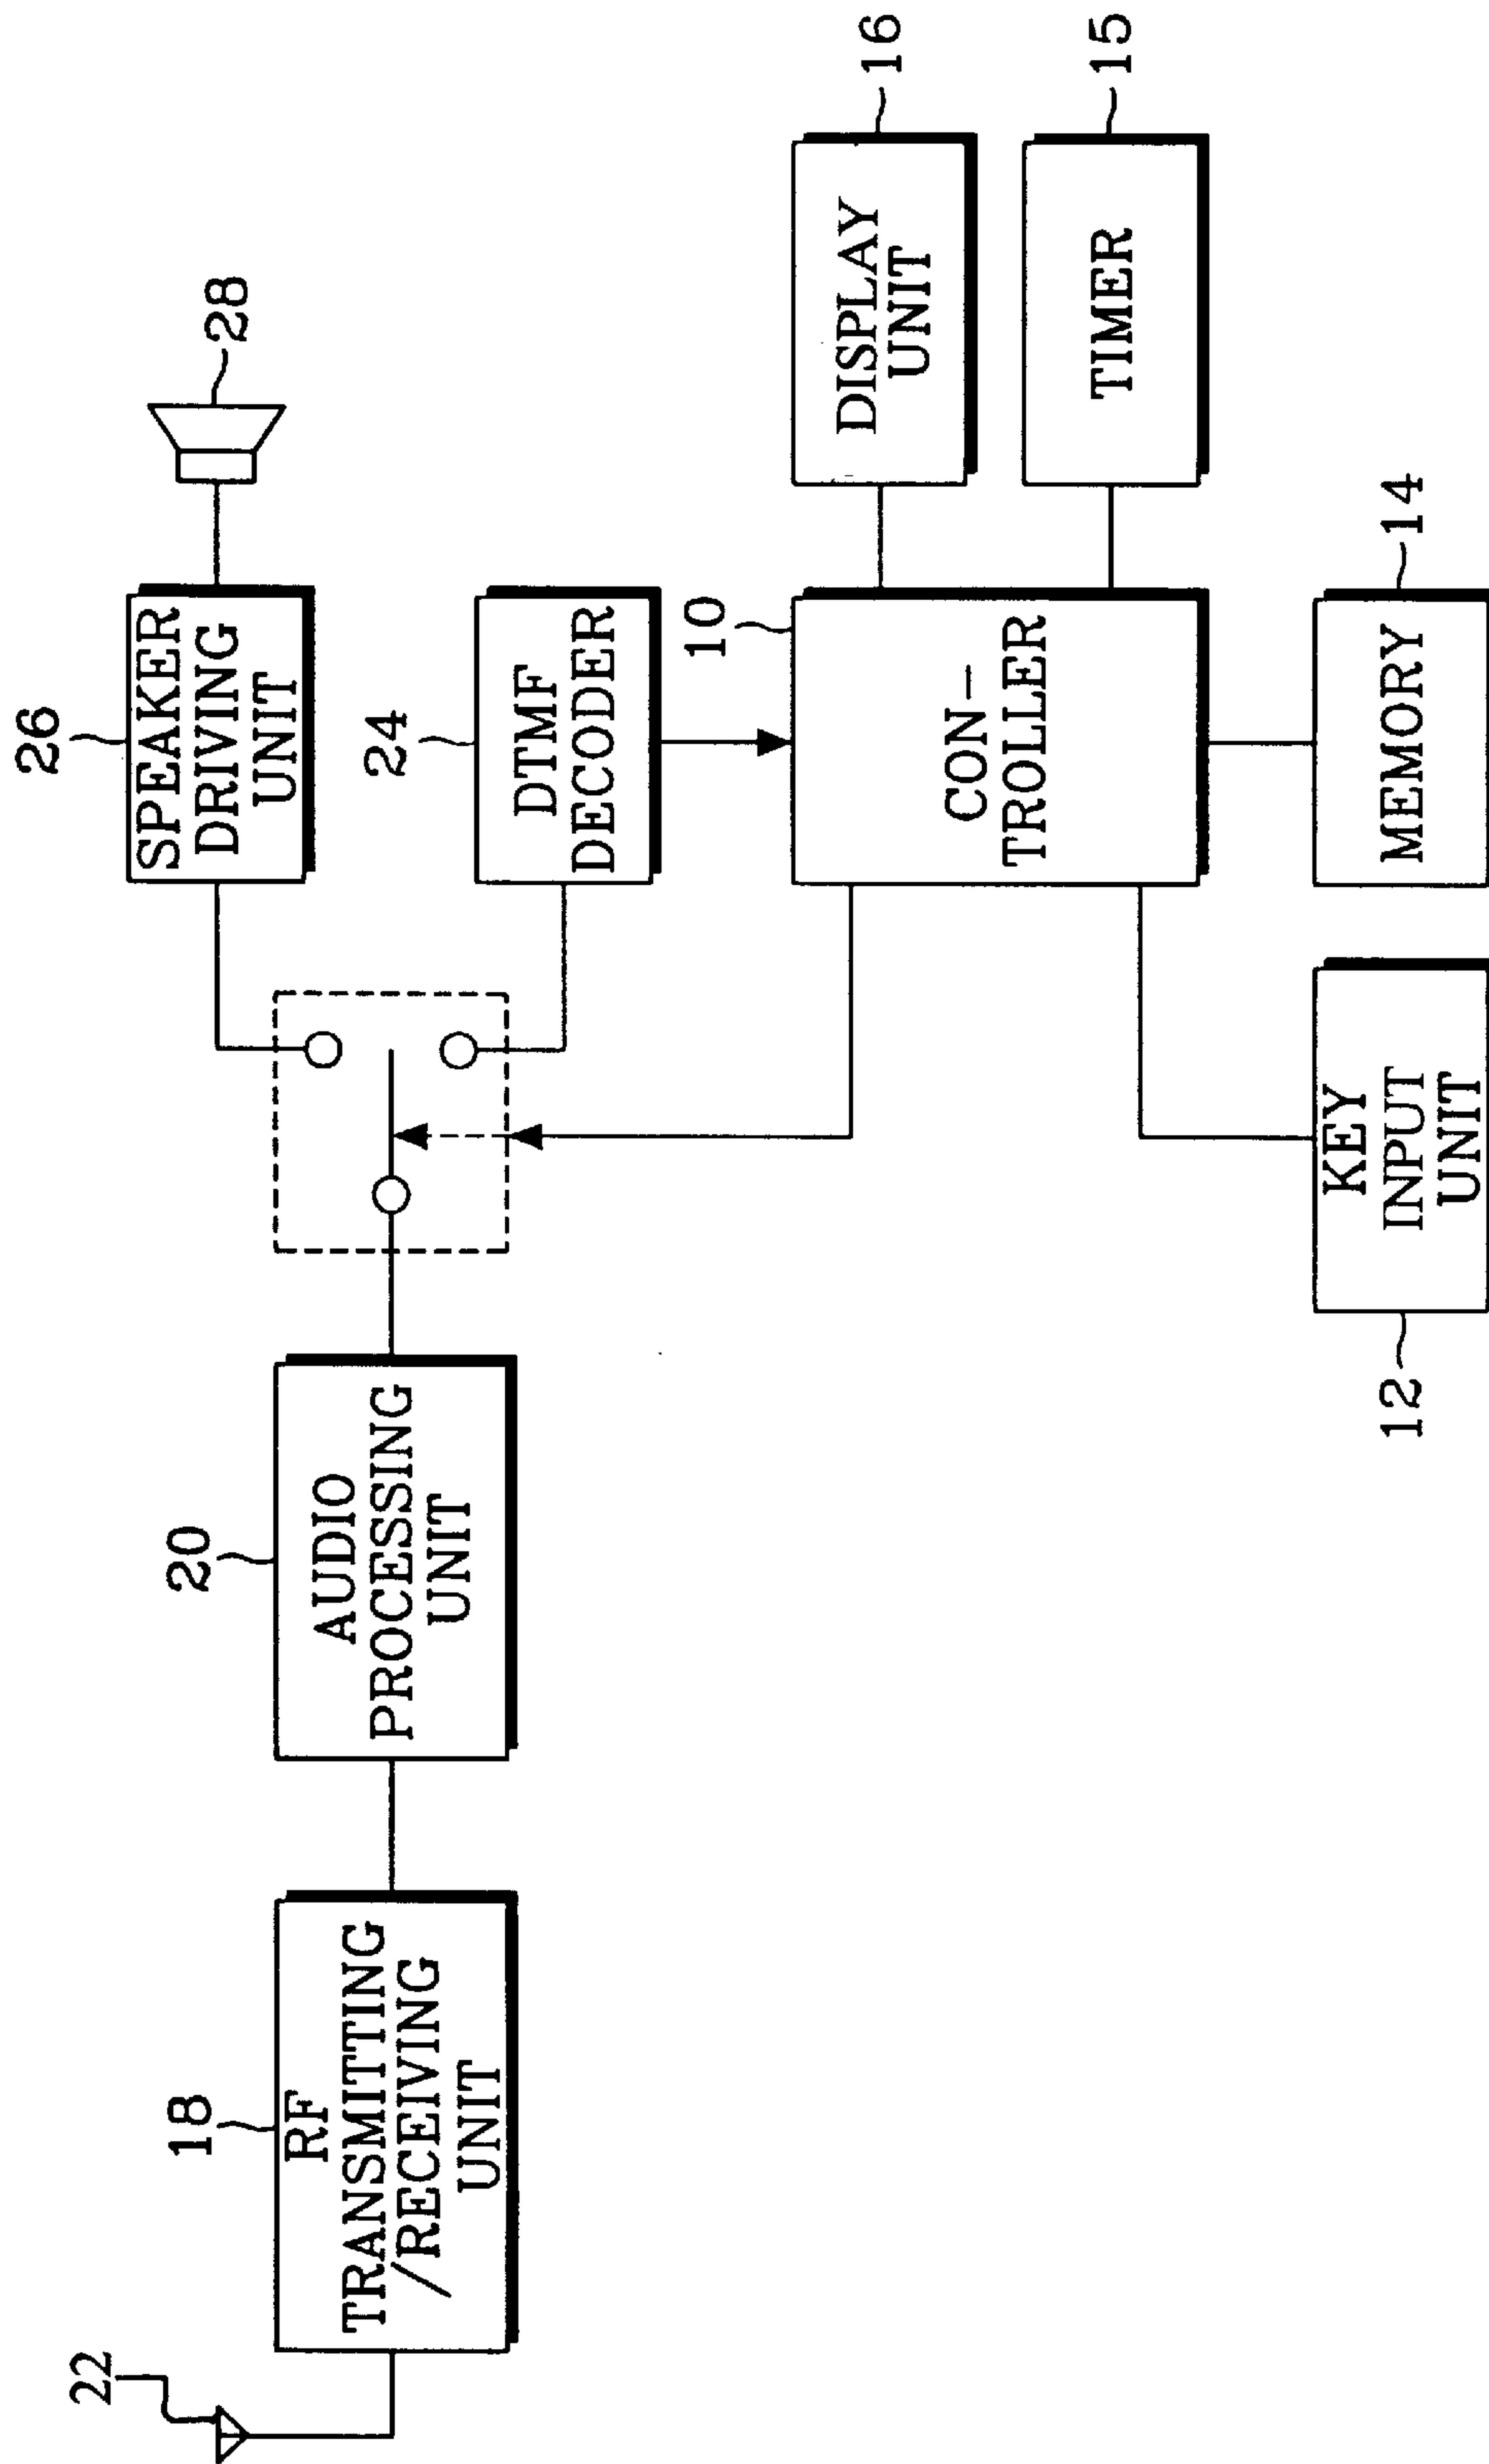 22
18
RF
TRANSMITTING
/RECEIVING
UNIT
20
AUDIO
PROCESSING
UNIT
26
SPEAKER
DRIVING
UNIT
28
24
DTMF
DECODER
10
CON-
TROLLER
DISPLAY
UNIT
16
TIMER
15
12
KEY
INPUT
UNIT
MEMORY
14